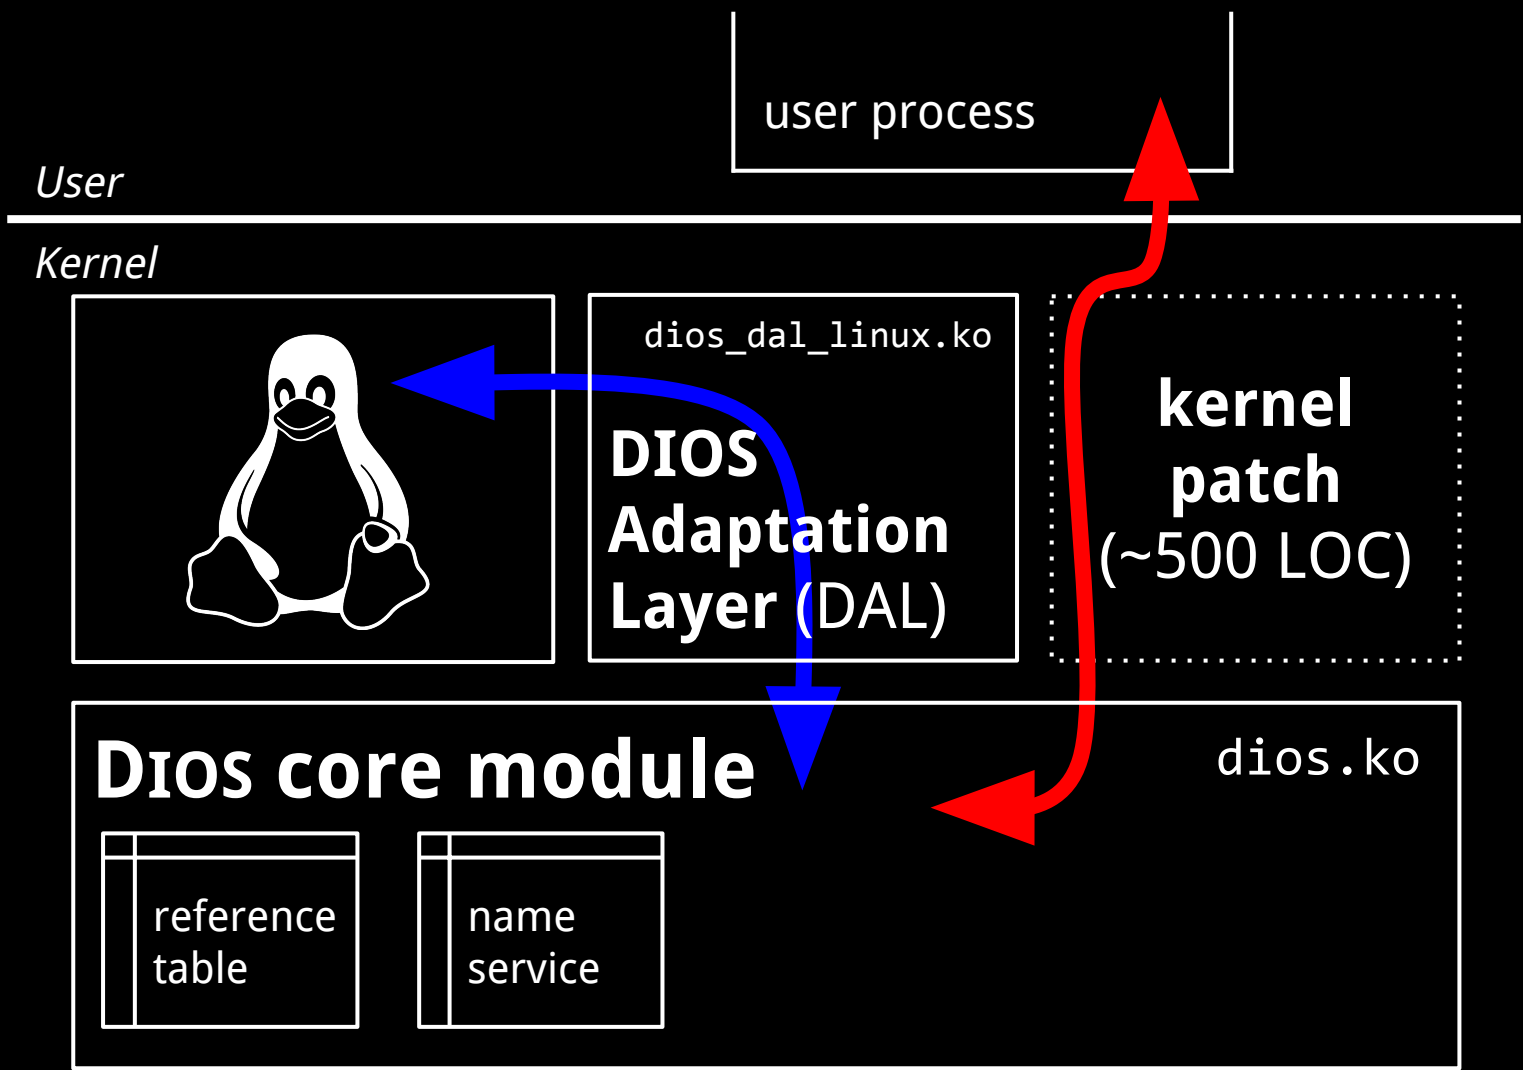 user process
User
Kernel
dios_dal_linux.ko
DIOS
Adaptation
Layer (DAL)
kernel
patch
(~500 LOC)
DIOS core module
dios.ko
reference
table
name
service